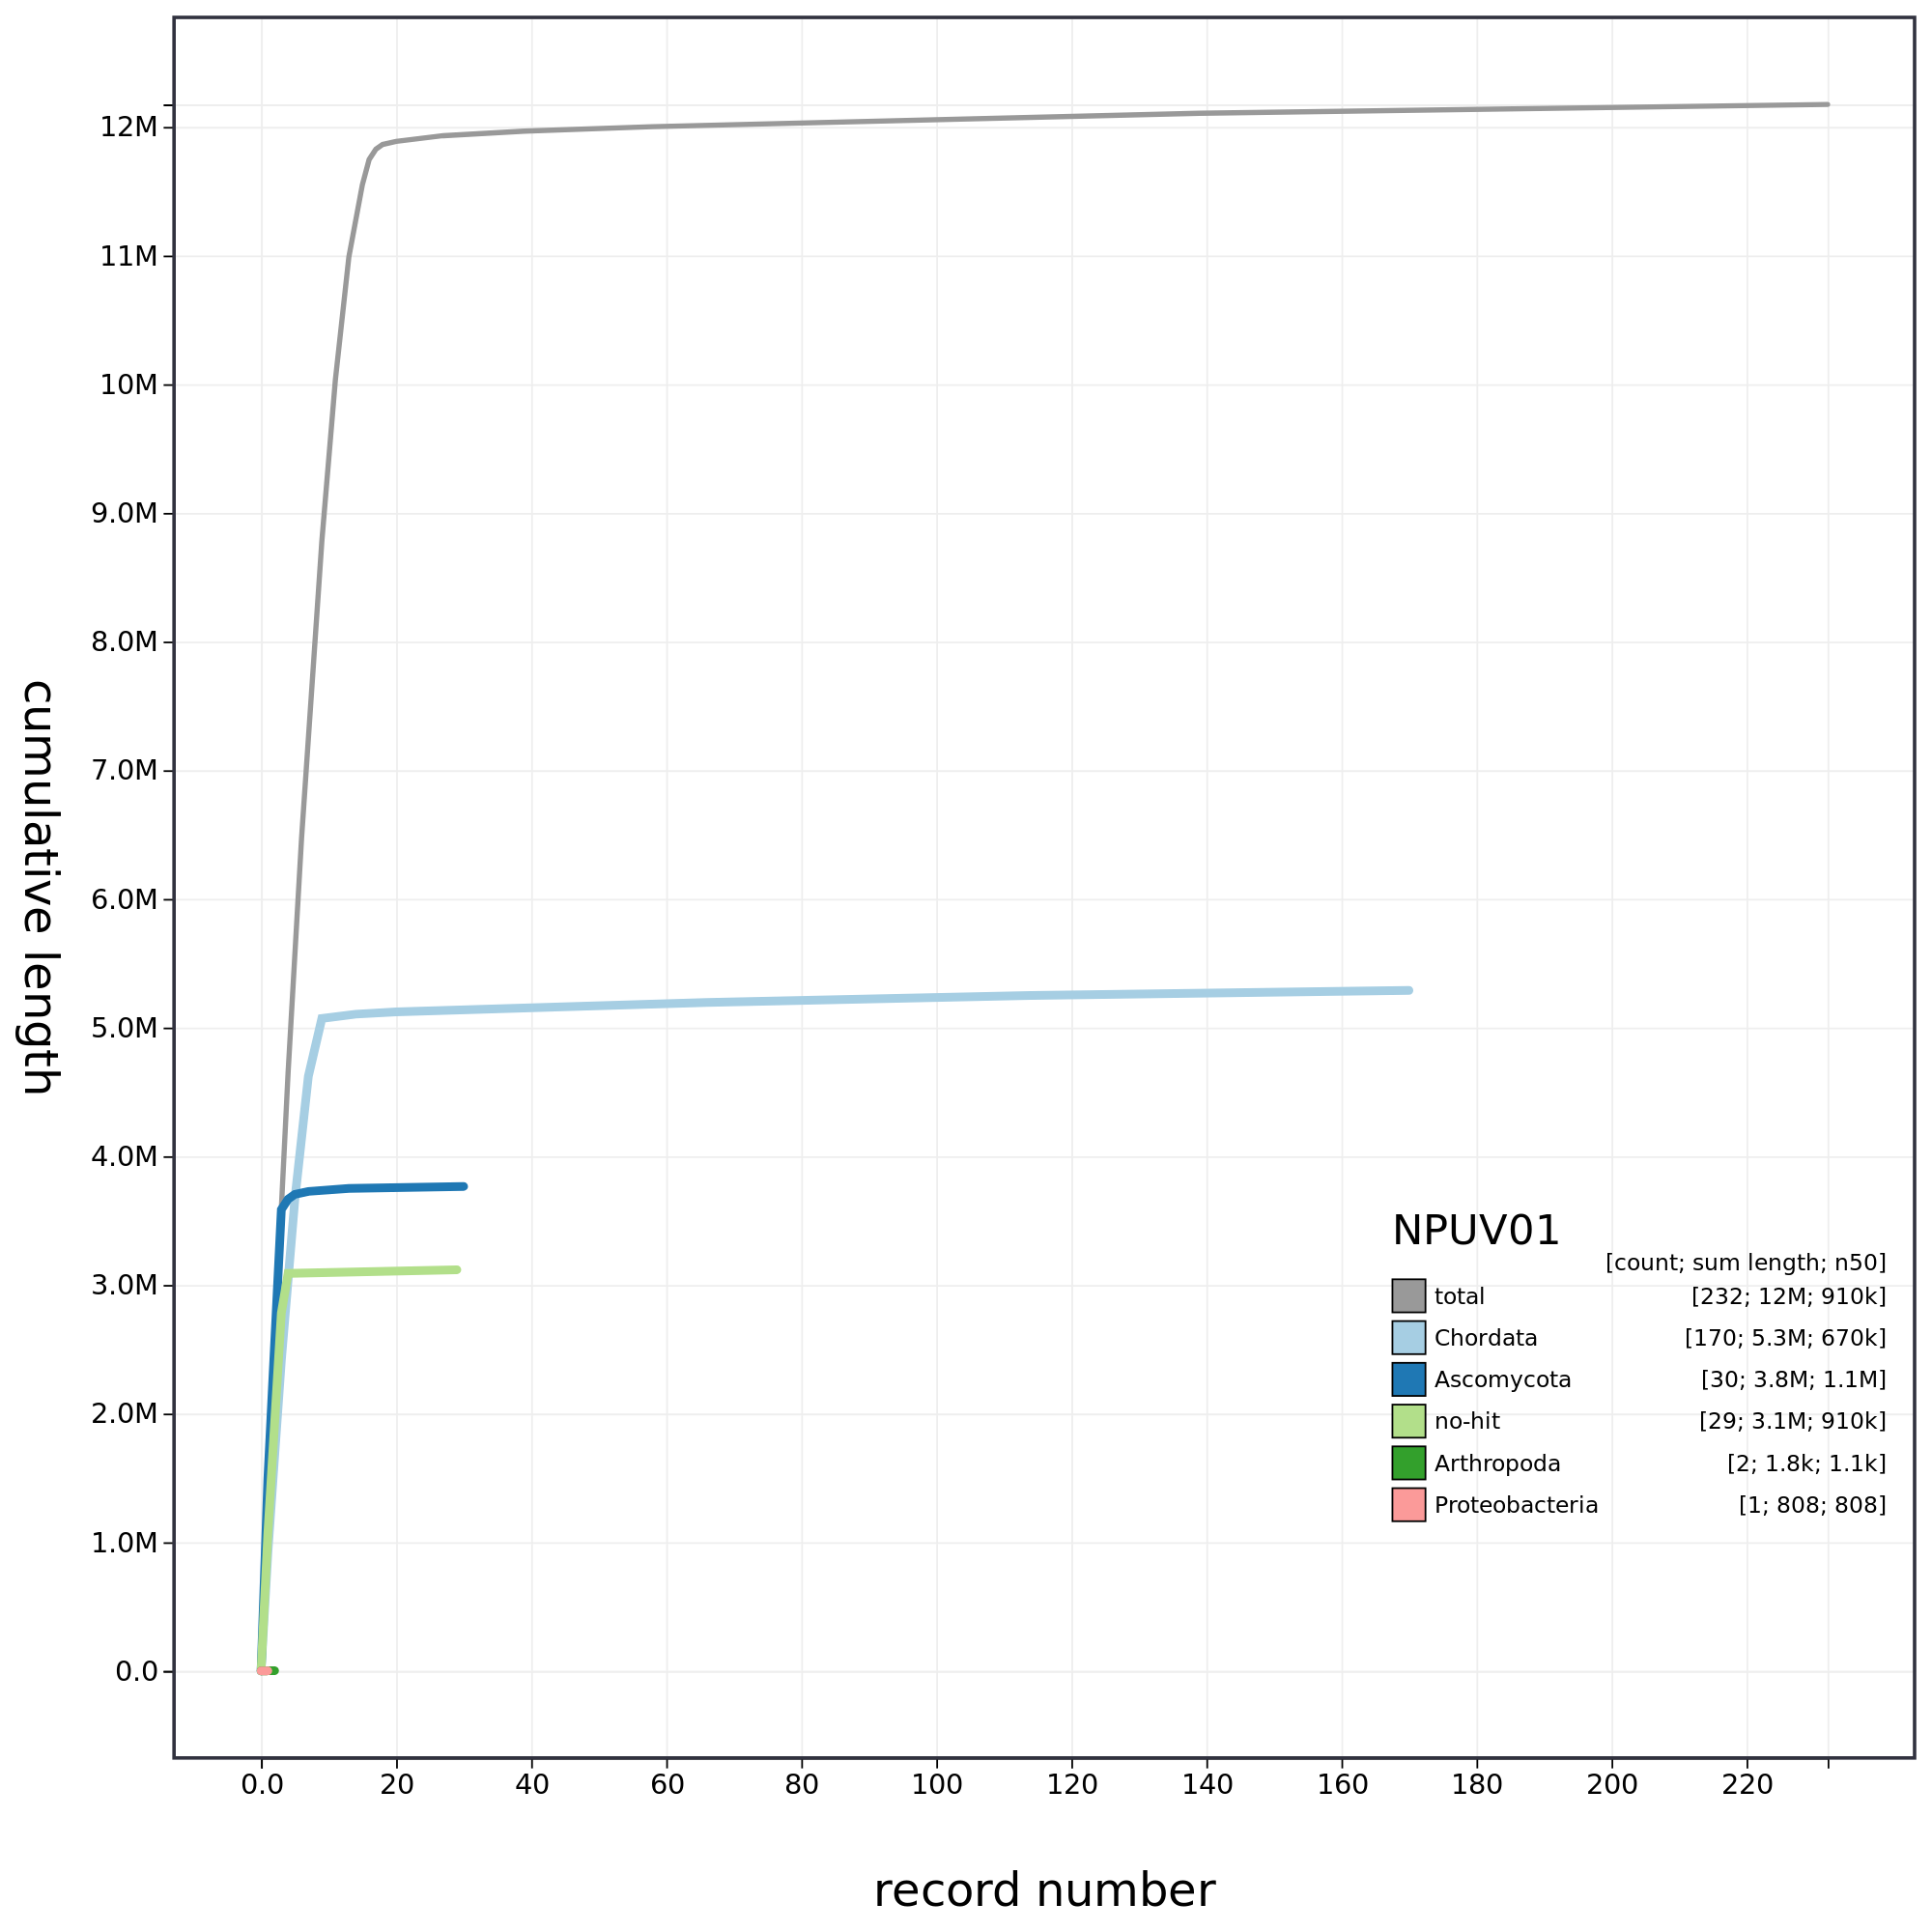 12M
11M
10M
9.0M
8.0M
7.0M
6.0M
5.0M
4.0M
3.0M
2.0M
1.0M
0.0
cumulative length
NPUV01
[count; sum length; n50]
total [232; 12M; 910k]
Chordata [170; 5.3M; 670k]
Ascomycota [30; 3.8M; 1.1M]
no-hit [29; 3.1M; 910k]
Arthropoda [2; 1.8k; 1.1k]
Proteobacteria [1; 808; 808]
0.0 20 40 60 80 100 120 140 160 180 200 220
record number